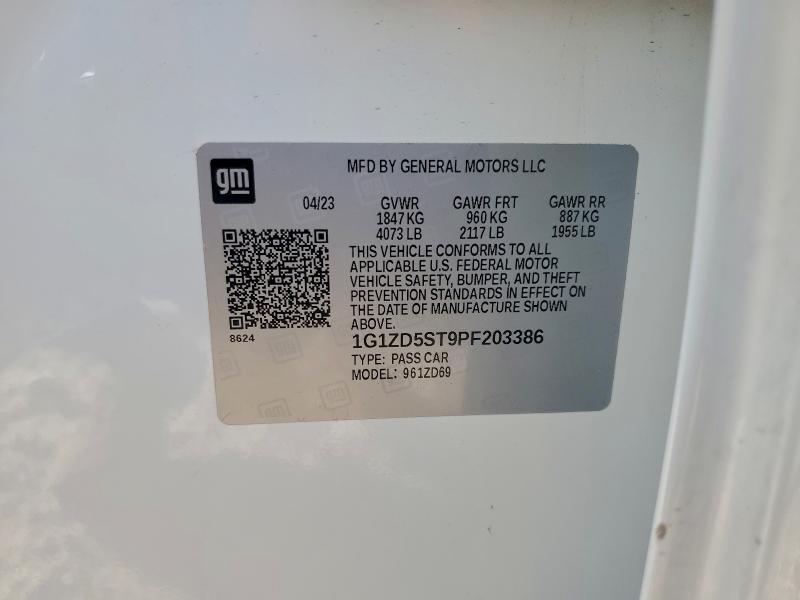 gm
MFD BY GENERAL MOTORS LLC
04/23 GVWR GAWR FRT GAWR RR
1847 KG 960 KG 887 KG
4073 LB 2117 LB 1955 LB
THIS VEHICLE CONFORMS TO ALL
APPLICABLE U.S. FEDERAL MOTOR
VEHICLE SAFETY, BUMPER, AND THEFT
PREVENTION STANDARDS IN EFFECT ON
THE DATE OF MANUFACTURE SHOWN
ABOVE.
8624
1G1ZD5ST9PF203386
TYPE: PASS CAR
MODEL: 961ZD69